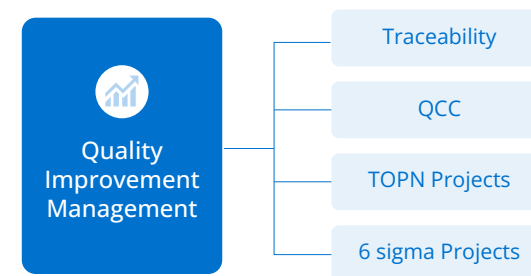 Quality
Improvement
Management
Traceability
QCC
TOPN Projects
6 sigma Projects